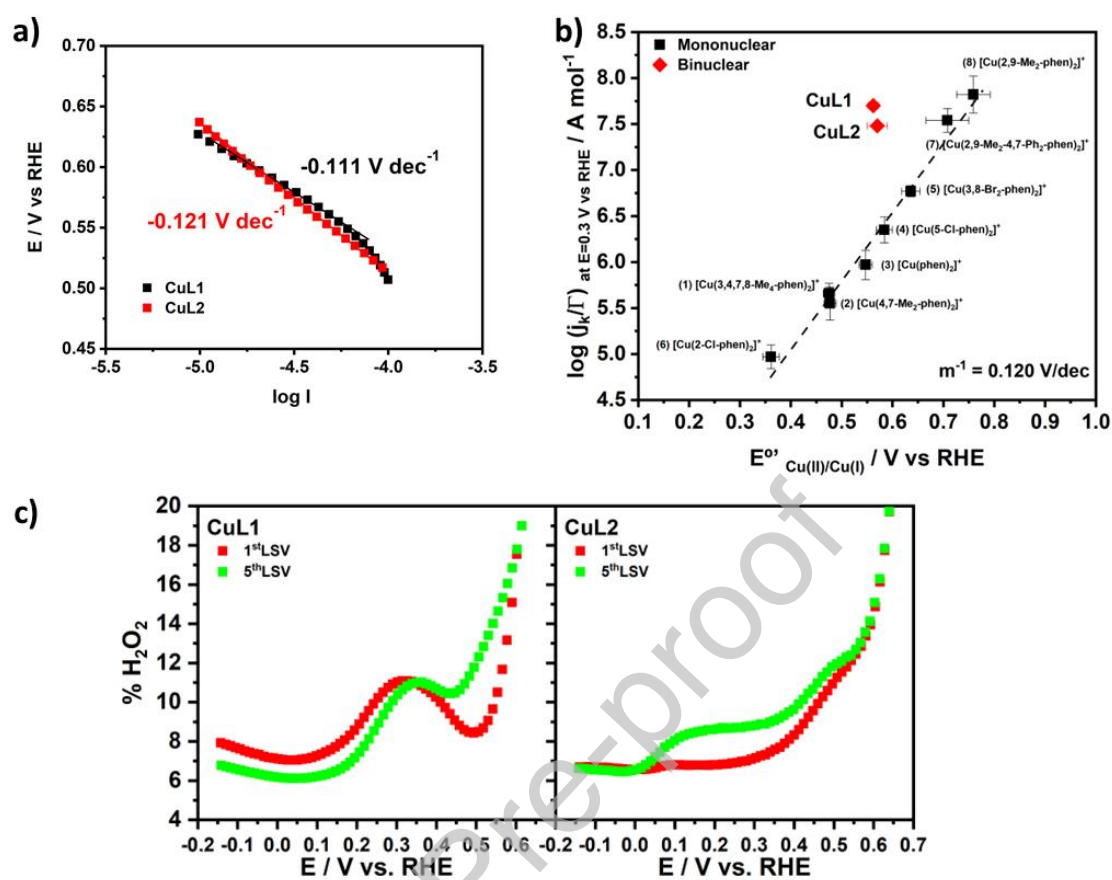 a)
0.70
0.65
0.60
0.55
0.50
0.45
E / V vs RHE
-0.111 V dec⁻¹
-0.121 V dec⁻¹
CuL1
CuL2
-5.5 -5.0 -4.5 -4.0 -3.5
log I
b)
8.5
8.0
7.5
7.0
6.5
6.0
5.5
5.0
4.5
log (jₖ/Γ) at E=0.3 V vs RHE / A mol⁻¹
Mononuclear
Binuclear
(8) [Cu(2,9-Me₂-phen)₂]⁺
CuL1
CuL2
(7) [Cu(2,9-Me₂-4,7-Ph₂-phen)₂]⁺
(5) [Cu(3,8-Br₂-phen)₂]⁺
(4) [Cu(5-Cl-phen)₂]⁺
(3) [Cu(phen)₂]⁺
(1) [Cu(3,4,7,8-Me₄-phen)₂]⁺
(2) [Cu(4,7-Me₂-phen)₂]⁺
(6) [Cu(2-Cl-phen)₂]⁺
m⁻¹ = 0.120 V/dec
0.1 0.2 0.3 0.4 0.5 0.6 0.7 0.8 0.9 1.0
Eº’ Cu(II)/Cu(I) / V vs RHE
c)
20
18
16
14
12
10
8
6
4
% H₂O₂
CuL1
1ˢᵗLSV
5ᵗʰLSV
-0.2 -0.1 0.0 0.1 0.2 0.3 0.4 0.5 0.6
E / V vs. RHE
CuL2
1ˢᵗLSV
5ᵗʰLSV
-0.2 -0.1 0.0 0.1 0.2 0.3 0.4 0.5 0.6 0.7
E / V vs. RHE
Pre-proof